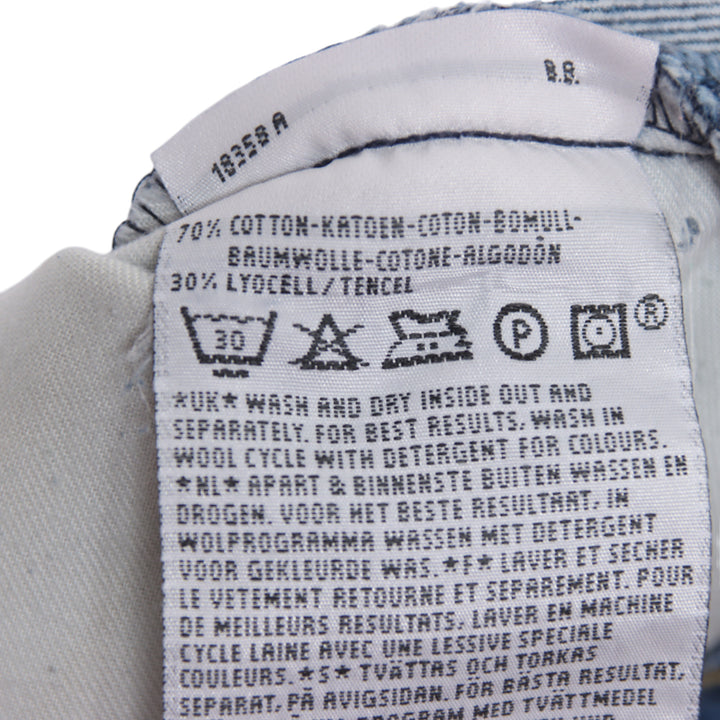 18358 A
B.B.
70% COTTON-KATOEN-COTON-BOMULL-
BAUMWOLLE-COTONE-ALGODÓN
30% LYOCELL/TENCEL
30
P
®
*UK* WASH AND DRY INSIDE OUT AND
SEPARATELY. FOR BEST RESULTS, WASH IN
WOOL CYCLE WITH DETERGENT FOR COLOURS.
*NL* APART & BINNENSTE BUITEN WASSEN EN
DROGEN. VOOR HET BESTE RESULTAAT, IN
WOLPROGRAMMA WASSEN MET DETERGENT
VOOR GEKLEURDE WAS. *F* LAVER ET SECHER
LE VETEMENT RETOURNE ET SEPAREMENT. POUR
DE MEILLEURS RESULTATS, LAVER EN MACHINE
CYCLE LAINE AVEC UNE LESSIVE SPECIALE
COULEURS. *S* TVÄTTAS OCH TORKAS
SEPARAT, PÅ AVIGSIDAN. FÖR BÄSTA RESULTAT,
PROGRAM MED TVÄTTMEDEL